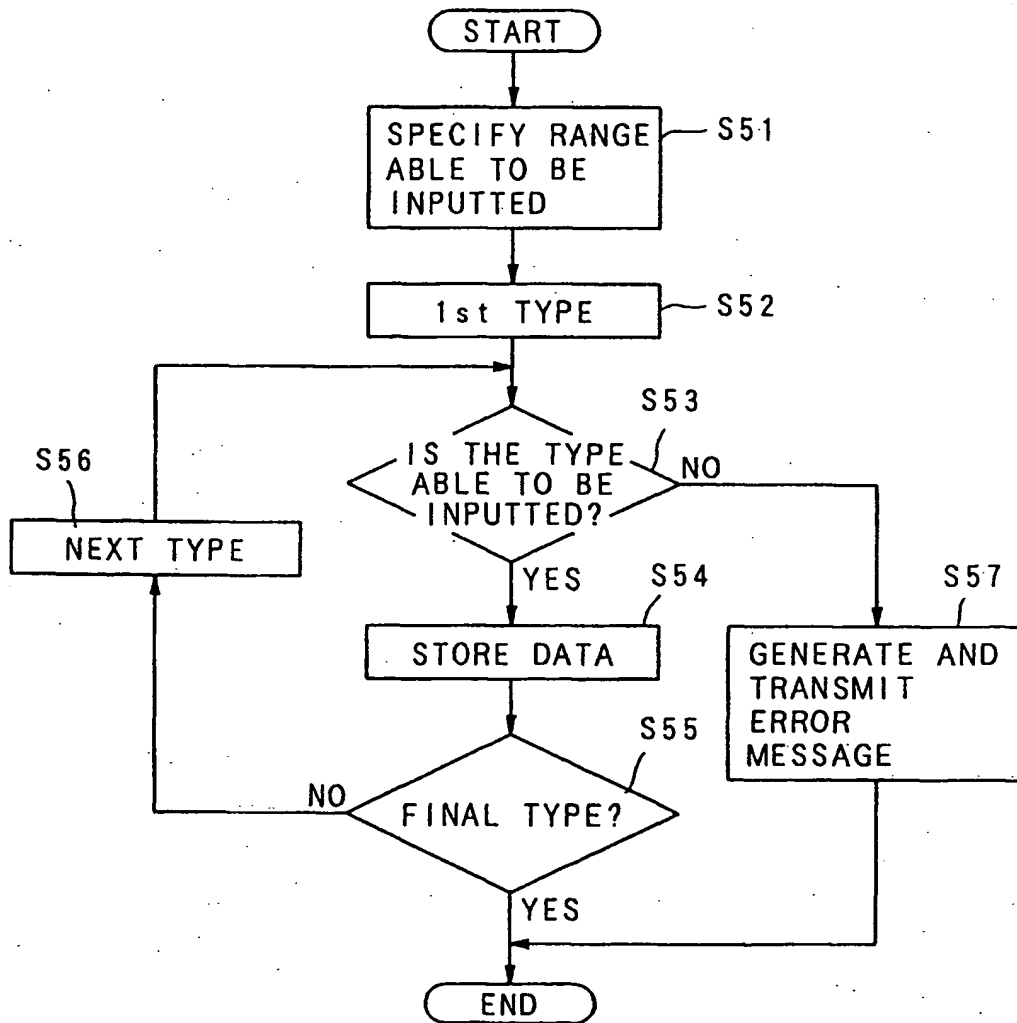 START
SPECIFY RANGE
ABLE TO BE
INPUTTED
S51
1st TYPE
S52
S53
IS THE TYPE
ABLE TO BE
INPUTTED?
NO
YES
S56
NEXT TYPE
S54
STORE DATA
S57
GENERATE AND
TRANSMIT
ERROR
MESSAGE
S55
FINAL TYPE?
NO
YES
END